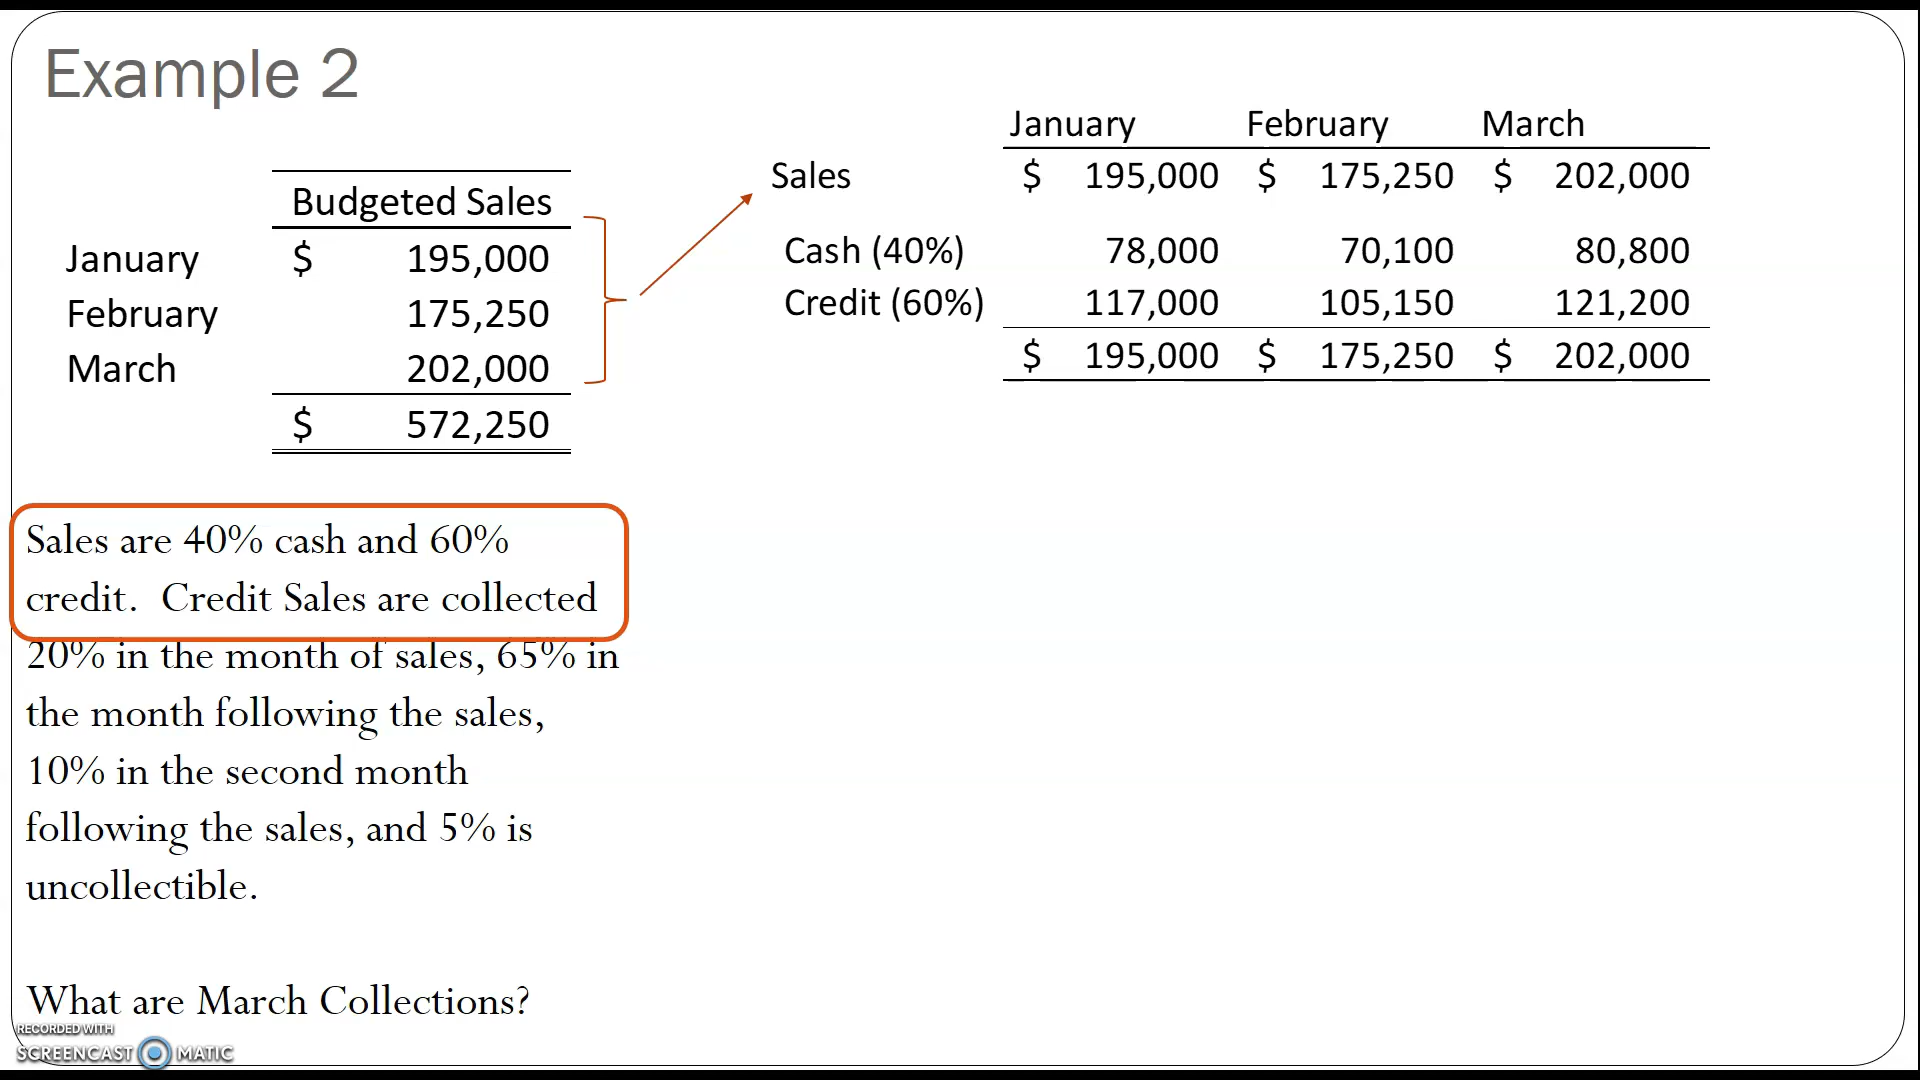 Example 2
Budgeted Sales
January $ 195,000
February 175,250
March 202,000
$ 572,250
January February March
Sales $ 195,000 $ 175,250 $ 202,000
Cash (40%) 78,000 70,100 80,800
Credit (60%) 117,000 105,150 121,200
$ 195,000 $ 175,250 $ 202,000
Sales are 40% cash and 60%
credit. Credit Sales are collected
20% in the month of sales, 65% in
the month following the sales,
10% in the second month
following the sales, and 5% is
uncollectible.
What are March Collections?
RECORDED WITH
SCREENCAST MATIC